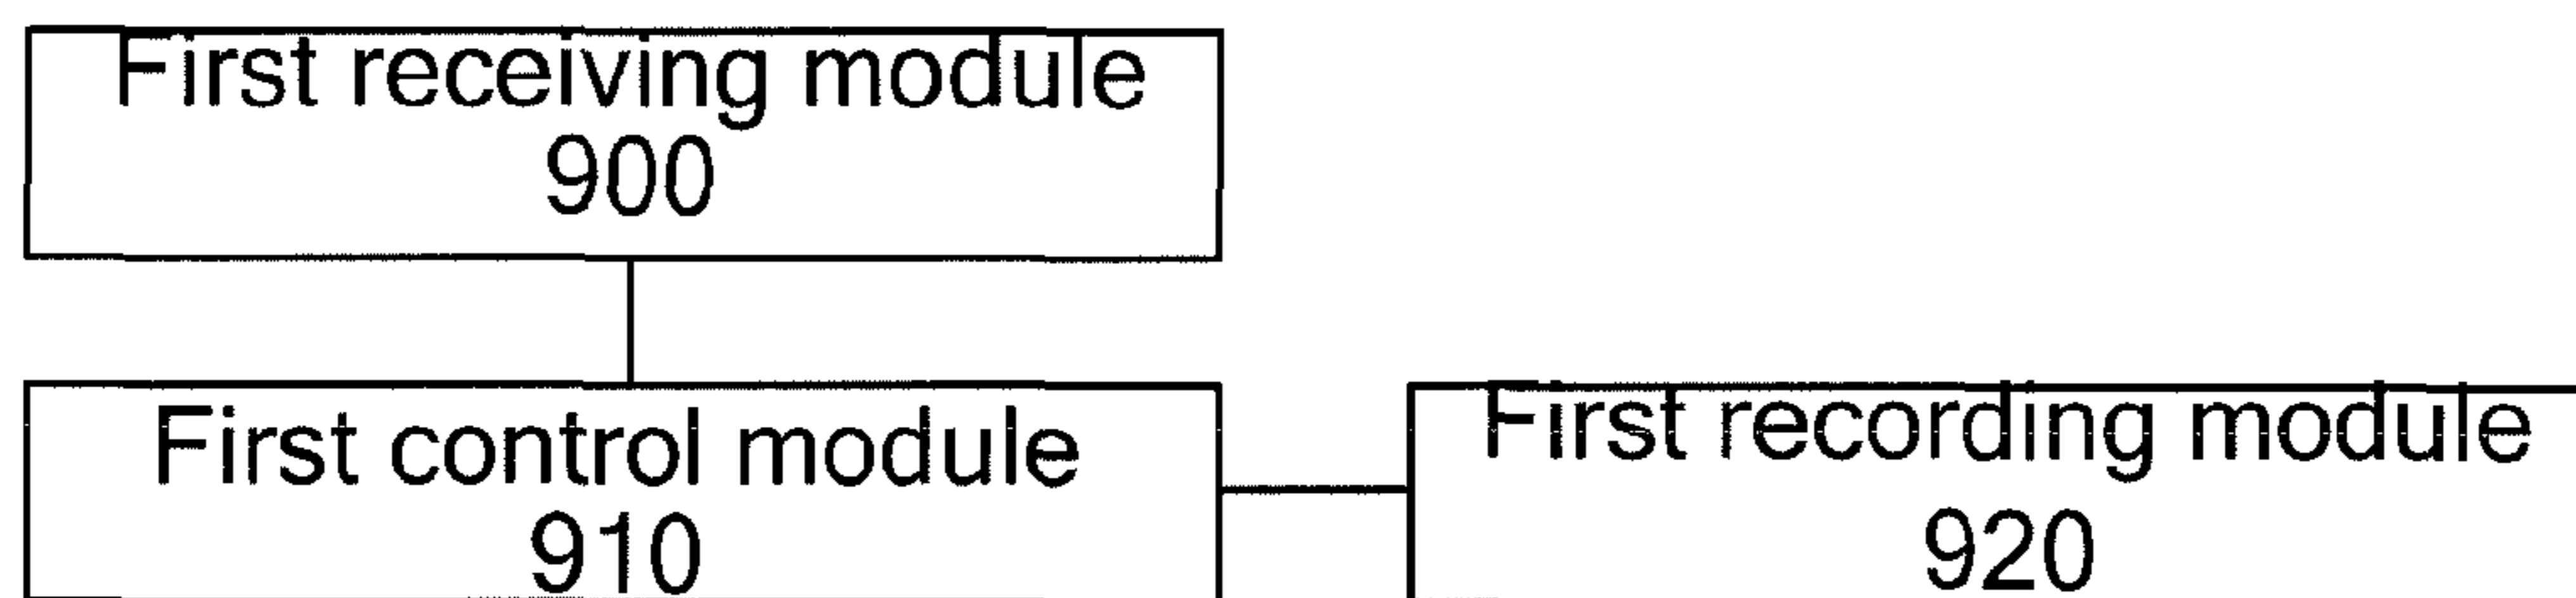 First receiving module
900
First control module
910
First recording module
920